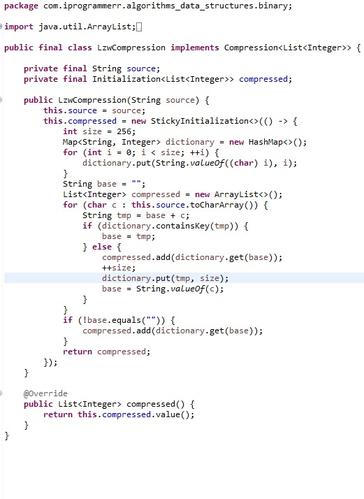 package com.iprogrammerr.algorithms_data_structures.binary;
import java.util.ArrayList;
public final class LzwCompression implements Compression<List<Integer>> {
private final String source;
private final Initialization<List<Integer>> compressed;
public LzwCompression(String source) {
this.source = source;
this.compressed = new StickyInitialization<>(() -> {
int size = 256;
Map<String, Integer> dictionary = new HashMap<>();
for (int i = 0; i < size; ++i) {
dictionary.put(String.valueOf((char) i), i);
}
String base = "";
List<Integer> compressed = new ArrayList<>();
for (char c : this.source.toCharArray()) {
String tmp = base + c;
if (dictionary.containsKey(tmp)) {
base = tmp;
} else {
compressed.add(dictionary.get(base));
++size;
dictionary.put(tmp, size);
base = String.valueOf(c);
}
}
if (!base.equals("")) {
compressed.add(dictionary.get(base));
}
return compressed;
});
}
@Override
public List<Integer> compressed() {
return this.compressed.value();
}
}